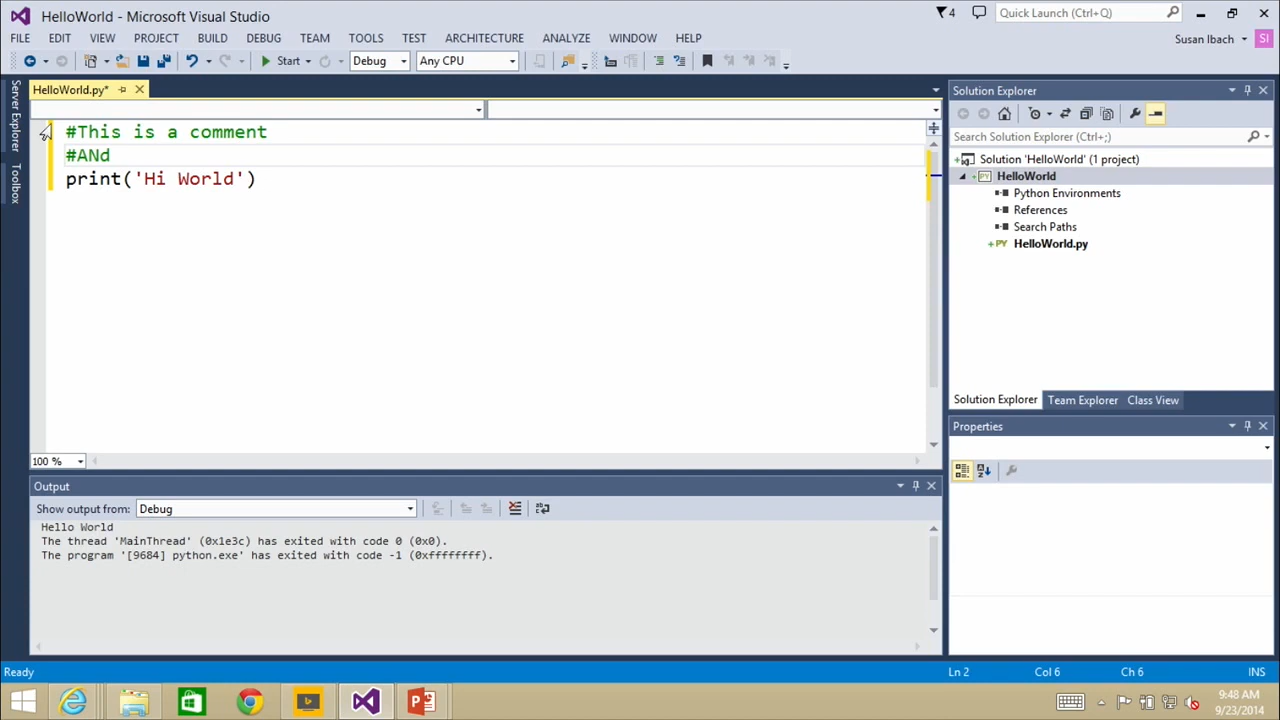 HelloWorld - Microsoft Visual Studio
4
Quick Launch (Ctrl+Q)
FILE EDIT VIEW PROJECT BUILD DEBUG TEAM TOOLS TEST ARCHITECTURE ANALYZE WINDOW HELP
Susan Ibach
SI
Start
Debug
Any CPU
Server Explorer
Toolbox
HelloWorld.py*
#This is a comment
#ANd
print('Hi World')
100 %
Solution Explorer
Search Solution Explorer (Ctrl+;)
Solution 'HelloWorld' (1 project)
PY HelloWorld
Python Environments
References
Search Paths
PY HelloWorld.py
Solution Explorer Team Explorer Class View
Properties
Output
Show output from: Debug
Hello World
The thread 'MainThread' (0x1e3c) has exited with code 0 (0x0).
The program '[9684] python.exe' has exited with code -1 (0xffffffff).
Ready
Ln 2
Col 6
Ch 6
INS
9:48 AM
9/23/2014